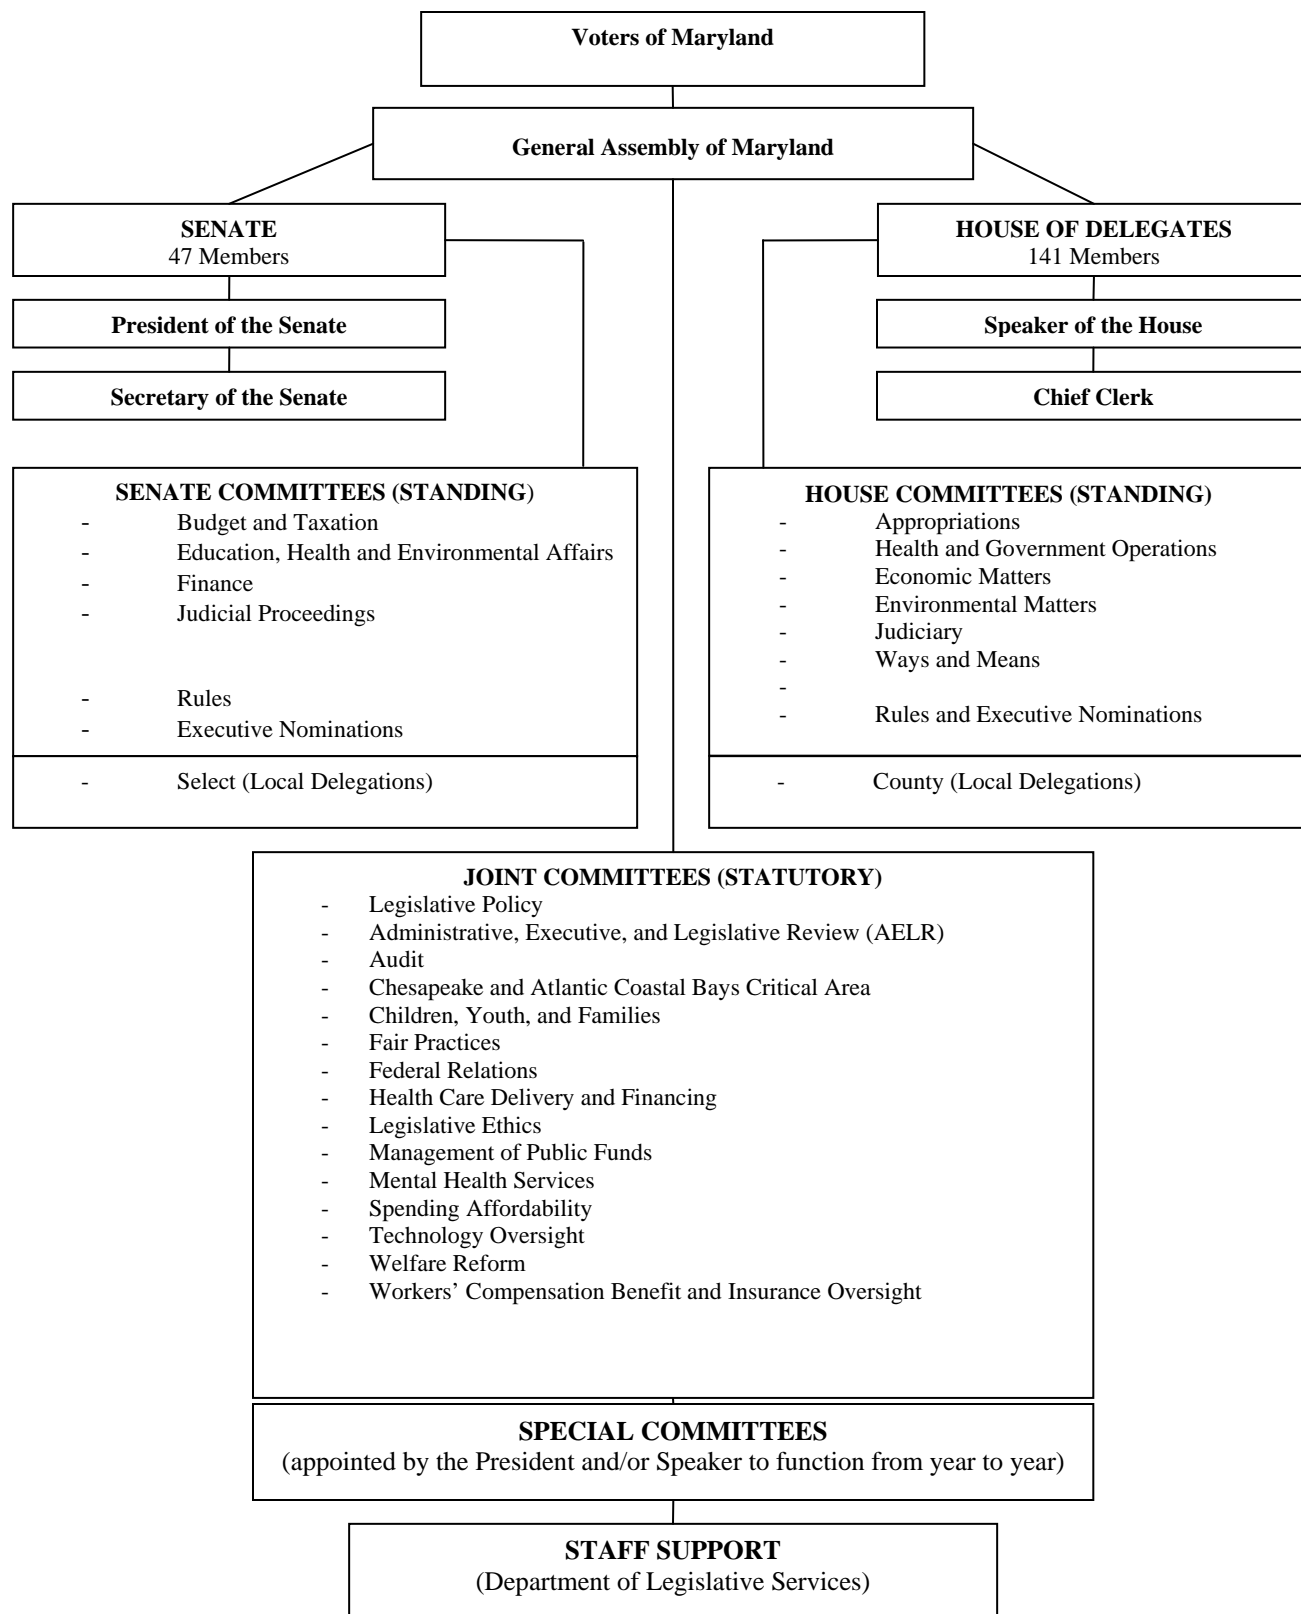 Voters of Maryland
General Assembly of Maryland
SENATE
47 Members
HOUSE OF DELEGATES
141 Members
President of the Senate
Speaker of the House
Secretary of the Senate
Chief Clerk
SENATE COMMITTEES (STANDING)
- Budget and Taxation
- Education, Health and Environmental Affairs
- Finance
- Judicial Proceedings
- Rules
- Executive Nominations
- Select (Local Delegations)
HOUSE COMMITTEES (STANDING)
- Appropriations
- Health and Government Operations
- Economic Matters
- Environmental Matters
- Judiciary
- Ways and Means
-
- Rules and Executive Nominations
- County (Local Delegations)
JOINT COMMITTEES (STATUTORY)
- Legislative Policy
- Administrative, Executive, and Legislative Review (AELR)
- Audit
- Chesapeake and Atlantic Coastal Bays Critical Area
- Children, Youth, and Families
- Fair Practices
- Federal Relations
- Health Care Delivery and Financing
- Legislative Ethics
- Management of Public Funds
- Mental Health Services
- Spending Affordability
- Technology Oversight
- Welfare Reform
- Workers’ Compensation Benefit and Insurance Oversight
SPECIAL COMMITTEES
(appointed by the President and/or Speaker to function from year to year)
STAFF SUPPORT
(Department of Legislative Services)